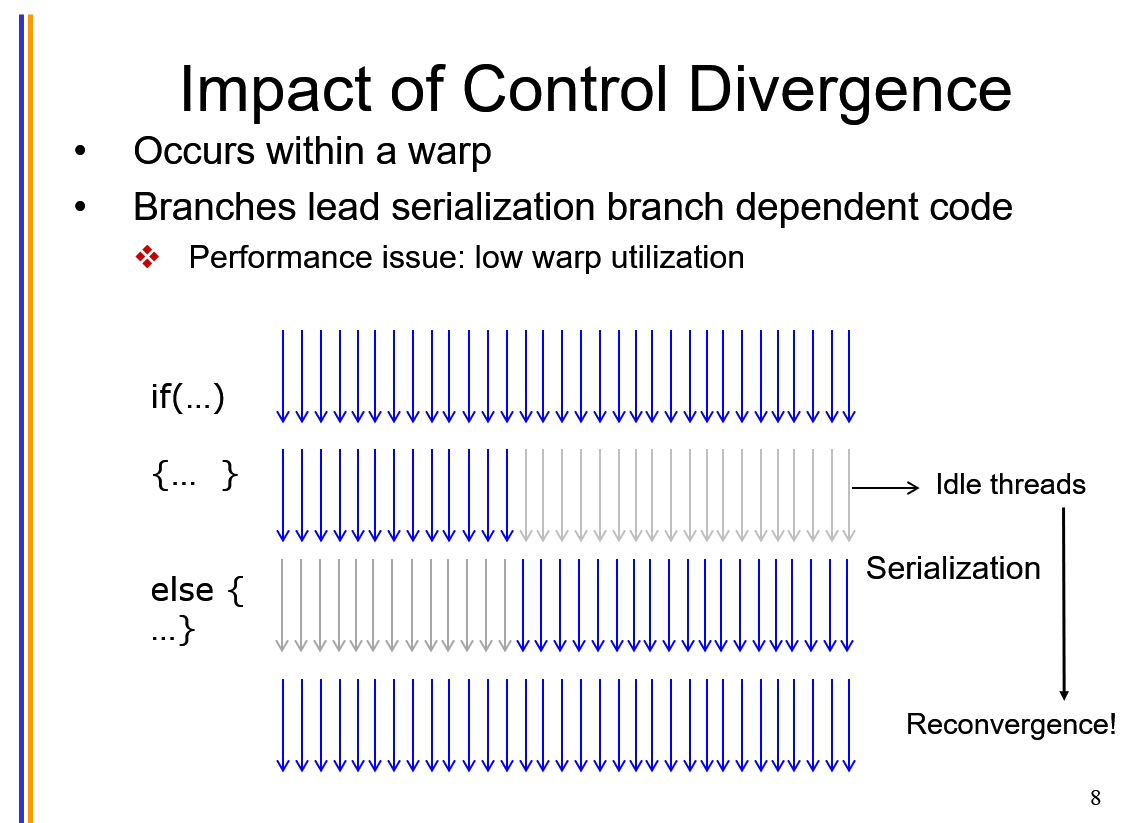 Impact of Control Divergence
• Occurs within a warp
• Branches lead serialization branch dependent code
❖ Performance issue: low warp utilization
if(…)
{… }
Idle threads
Serialization
else {
…}
Reconvergence!
8